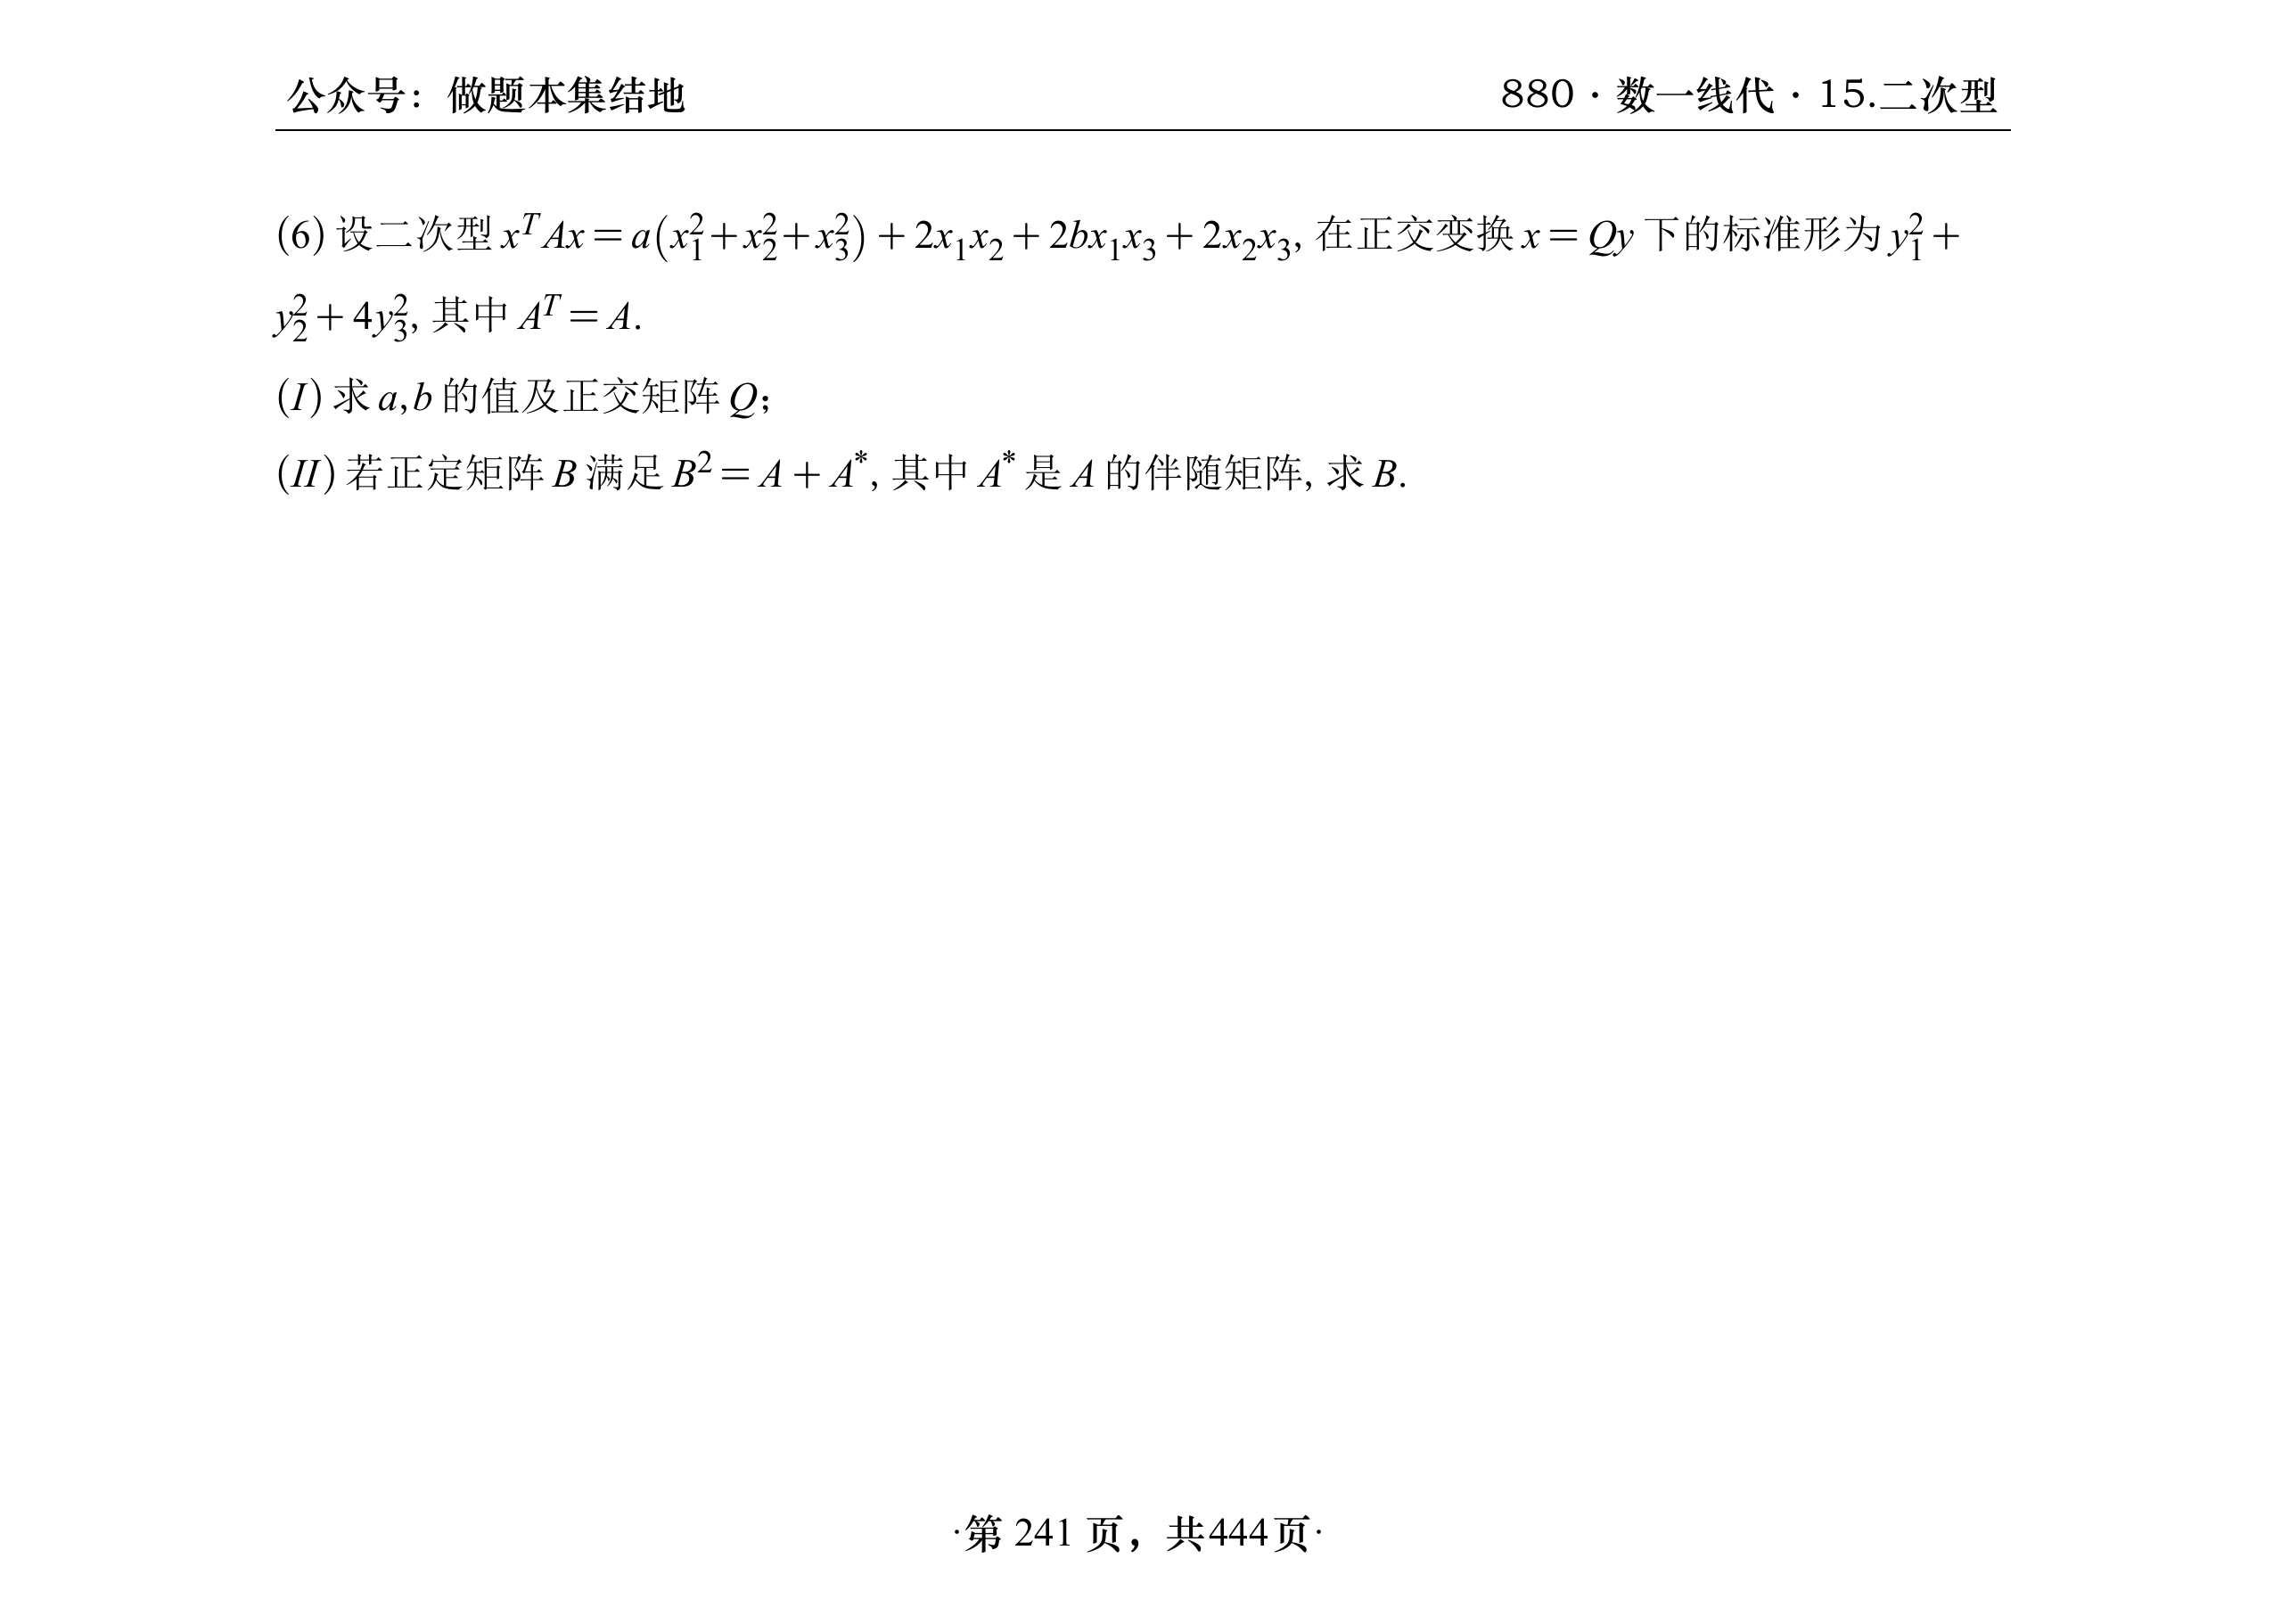 公众号：做题本集结地
880·数一线代·15.二次型
(6) 设二次型 $x^T Ax = a(x_1^2 + x_2^2 + x_3^2) + 2x_1x_2 + 2bx_1x_3 + 2x_2x_3$, 在正交变换 $x = Qy$ 下的标准形为 $y_1^2 +$
$y_2^2 + 4y_3^2$, 其中 $A^T = A$.
(I) 求 $a,b$ 的值及正交矩阵 $Q$;
(II) 若正定矩阵 $B$ 满足 $B^2 = A + A^*$, 其中 $A^*$ 是 $A$ 的伴随矩阵, 求 $B$.
·第 241 页，共444页·